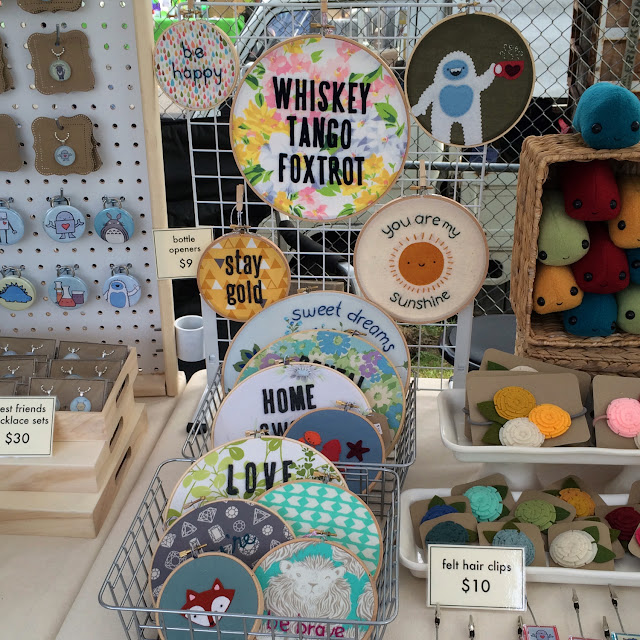 be
happy
WHISKEY
TANGO
FOXTROT
you are my
sunshine
stay
gold
bottle
openers
$9
sweet dreams
HOME
LOVE
be brave
est friends
cklace sets
$30
felt hair clips
$10